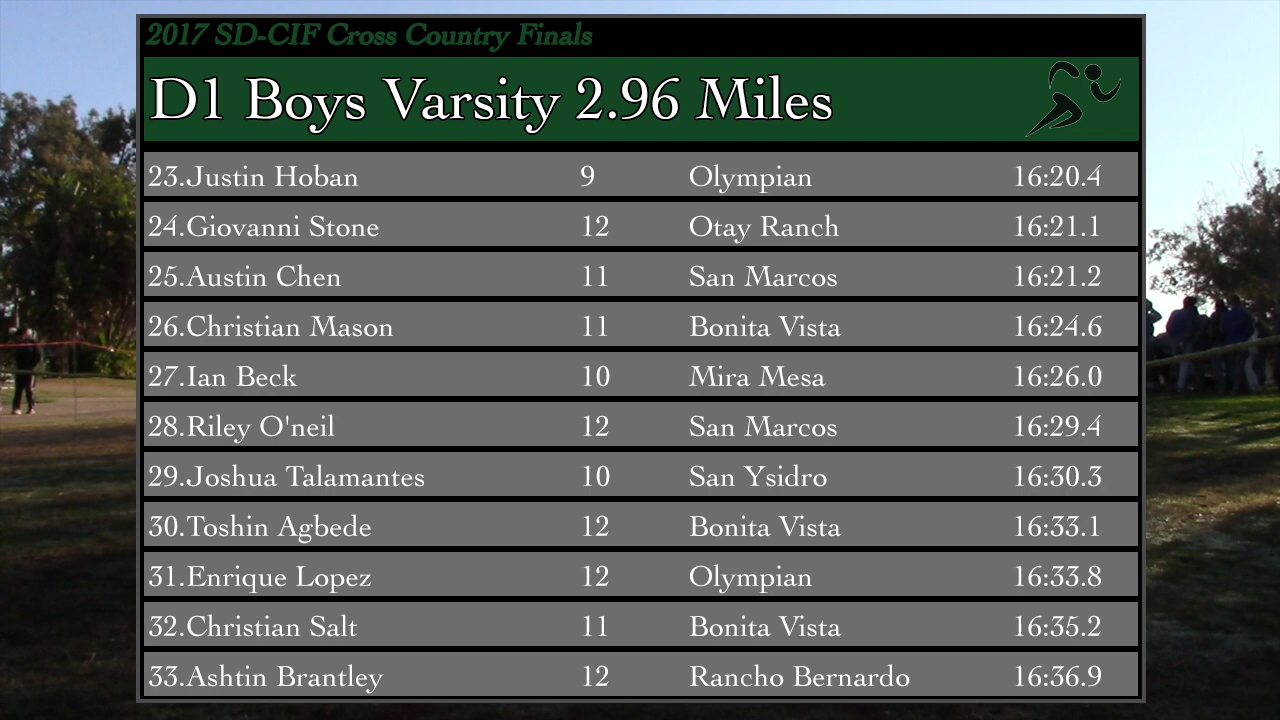 2017 SD-CIF Cross Country Finals
D1 Boys Varsity 2.96 Miles
23.Justin Hoban 9 Olympian 16:20.4
24.Giovanni Stone 12 Otay Ranch 16:21.1
25.Austin Chen 11 San Marcos 16:21.2
26.Christian Mason 11 Bonita Vista 16:24.6
27.Ian Beck 10 Mira Mesa 16:26.0
28.Riley O'neil 12 San Marcos 16:29.4
29.Joshua Talamantes 10 San Ysidro 16:30.3
30.Toshin Agbede 12 Bonita Vista 16:33.1
31.Enrique Lopez 12 Olympian 16:33.8
32.Christian Salt 11 Bonita Vista 16:35.2
33.Ashtin Brantley 12 Rancho Bernardo 16:36.9